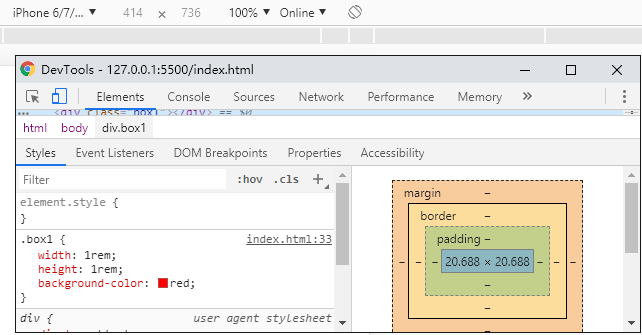 iPhone 6/7/... ▼ 414 × 736 100% ▼ Online ▼
DevTools - 127.0.0.1:5500/index.html
Elements Console Sources Network Performance Memory »
<div class="box1"></div> == $0
html body div.box1
Styles Event Listeners DOM Breakpoints Properties Accessibility
Filter :hov .cls +
element.style {
}
.box1 { index.html:33
width: 1rem;
height: 1rem;
background-color: red;
}
div { user agent stylesheet
margin –
border –
padding –
– – – 20.688 × 20.688 – – –
–
–
–